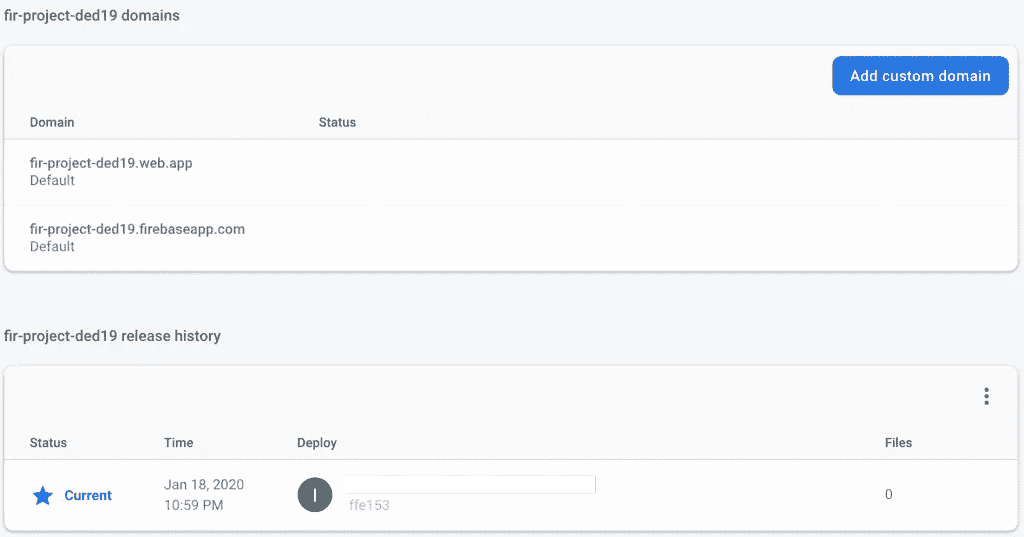 fir-project-ded19 domains
Add custom domain
Domain Status
fir-project-ded19.web.app
Default
fir-project-ded19.firebaseapp.com
Default
fir-project-ded19 release history
Status Time Deploy Files
Current Jan 18, 2020 10:59 PM I ffe153 0